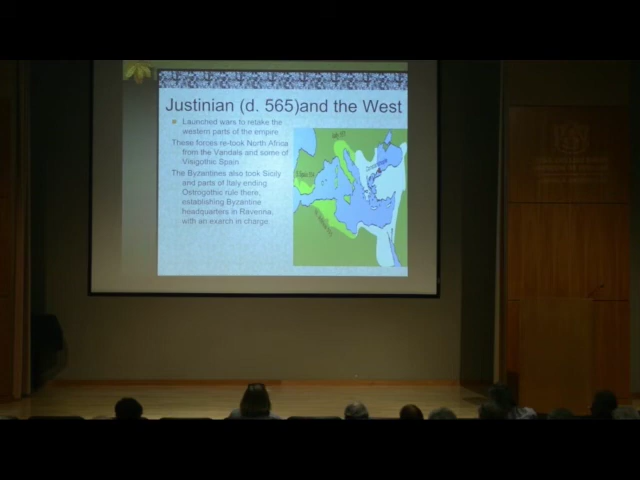 Justinian (d. 565)and the West
Launched wars to retake the
western parts of the empire
These forces re-took North Africa
from the Vandals and some of
Visigothic Spain
The Byzantines also took Sicily
and parts of Italy ending
Ostrogothic rule there,
establishing Byzantine
headquarters in Ravenna,
with an exarch in charge